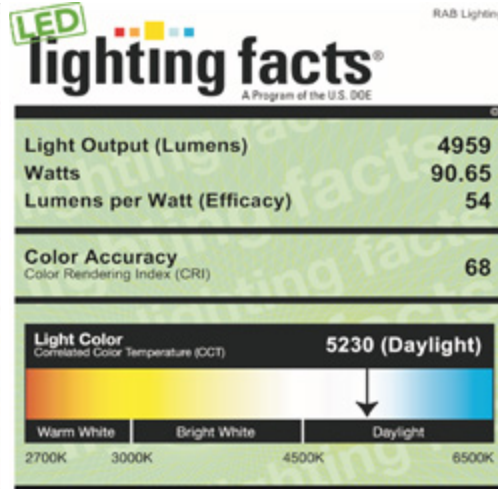 LED
RAB Lighting
lighting facts®
A Program of the U.S. DOE
Light Output (Lumens) 4959
Watts 90.65
Lumens per Watt (Efficacy) 54
Color Accuracy 68
Color Rendering Index (CRI)
Light Color 5230 (Daylight)
Correlated Color Temperature (CCT)
Warm White Bright White Daylight
2700K 3000K 4500K 6500K